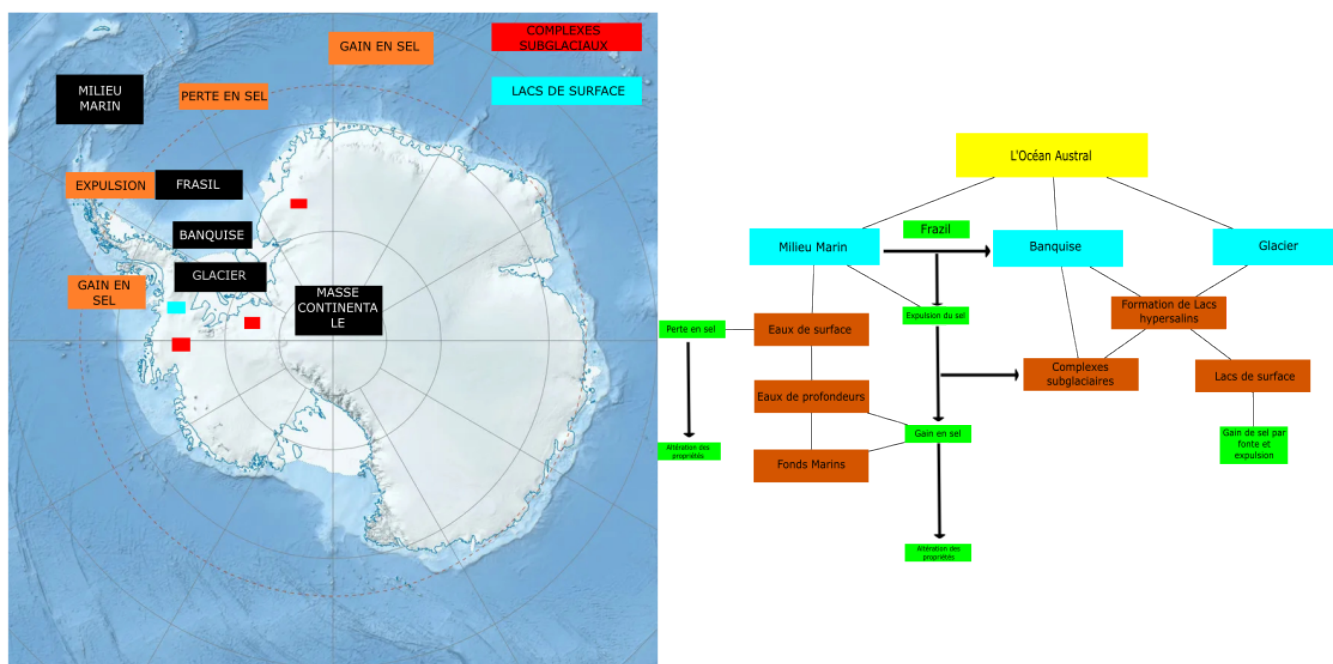 GAIN EN SEL
COMPLEXES
SUBGLACIAUX
MILIEU
MARIN
PERTE EN SEL
LACS DE SURFACE
EXPULSION
FRASIL
BANQUISE
GLACIER
GAIN EN
SEL
MASSE
CONTINENTA
LE
L'Océan Austral
Milieu Marin
Frazil
Banquise
Glacier
Expulsion du sel
Formation de Lacs
hypersalins
Perte en sel
Eaux de surface
Complexes
subglaciaires
Lacs de surface
Eaux de profondeurs
Gain en sel
Gain de sel par
fonte et
expulsion
Altération des
propriétés
Fonds Marins
Altération des
propriétés